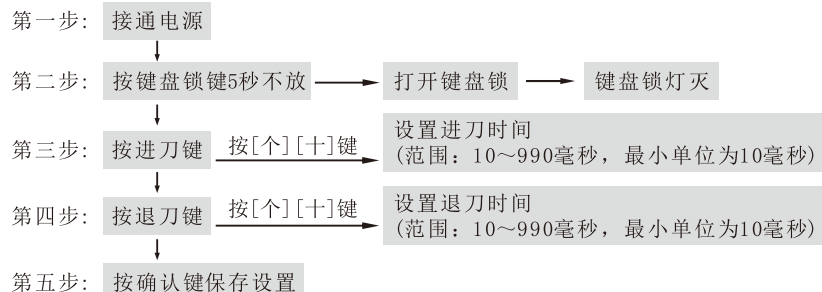 第一步: 接通电源
第二步: 按键盘锁键5秒不放 打开键盘锁 键盘锁灯灭
第三步: 按进刀键 按[个][十]键 设置进刀时间
(范围: 10~990毫秒, 最小单位为10毫秒)
第四步: 按退刀键 按[个][十]键 设置退刀时间
(范围: 10~990毫秒, 最小单位为10毫秒)
第五步: 按确认键保存设置